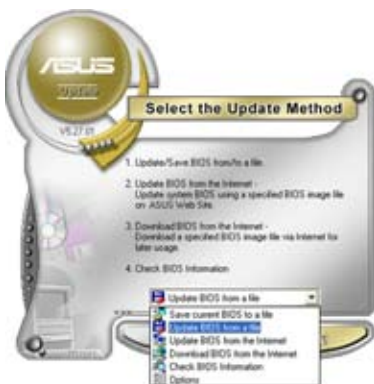 ASUS
Update
V5.27.01
Select the Update Method
1. Update/Save BIOS from/to a file.
2. Update BIOS from the Internet -
Update system BIOS using a specified BIOS image file
on ASUS Web Site.
3. Download BIOS from the Internet -
Download a specified BIOS image file via Internet for
later usage.
4. Check BIOS Information
Update BIOS from a file
Save current BIOS to a file
Update BIOS from a file
Update BIOS from the Internet
Download BIOS from the Internet
Check BIOS Information
Options